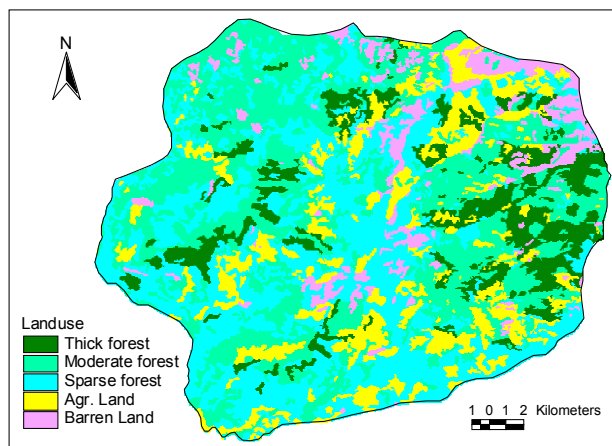 N
Landuse
Thick forest
Moderate forest
Sparse forest
Agr. Land
Barren Land
1 0 1 2 Kilometers